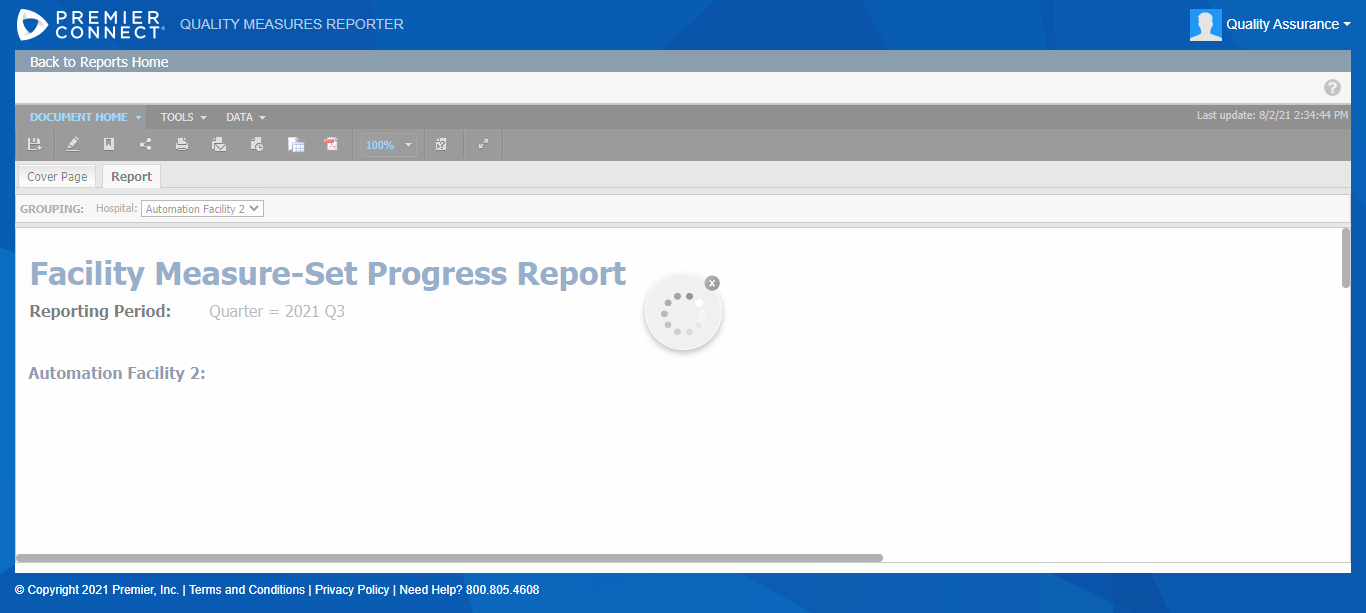 PREMIER CONNECT QUALITY MEASURES REPORTER Quality Assurance
Back to Reports Home
?
DOCUMENT HOME TOOLS DATA Last update: 8/2/21 2:34:44 PM
100%
Cover Page Report
GROUPING: Hospital: Automation Facility 2
Facility Measure-Set Progress Report
x
Reporting Period: Quarter = 2021 Q3
Automation Facility 2:
© Copyright 2021 Premier, Inc. | Terms and Conditions | Privacy Policy | Need Help? 800.805.4608